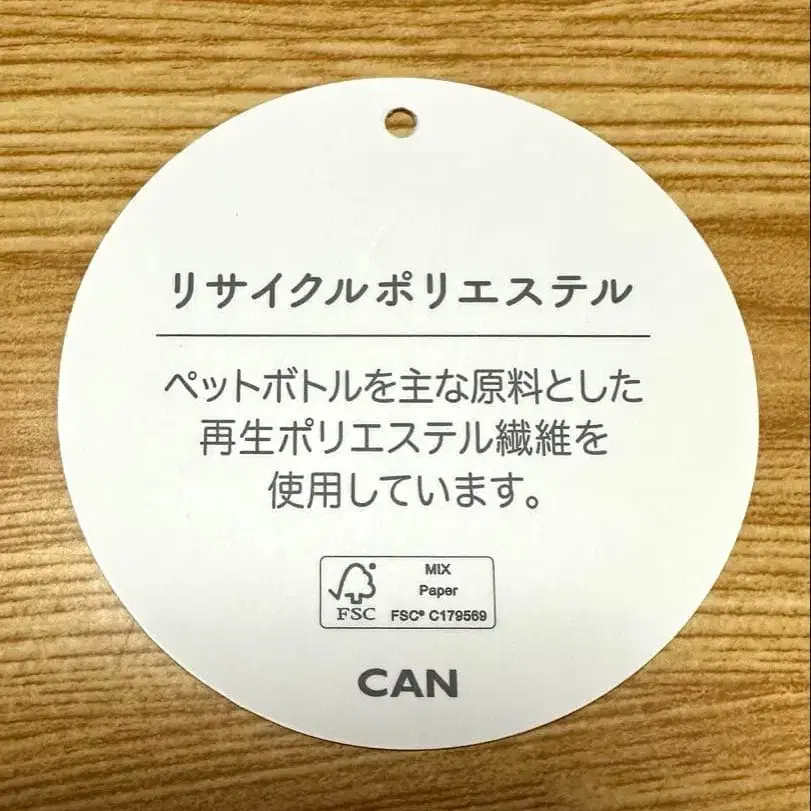 リサイクルポリエステル
ペットボトルを主な原料とした
再生ポリエステル繊維を
使用しています。
MIX
Paper
FSC FSC® C179569
CAN